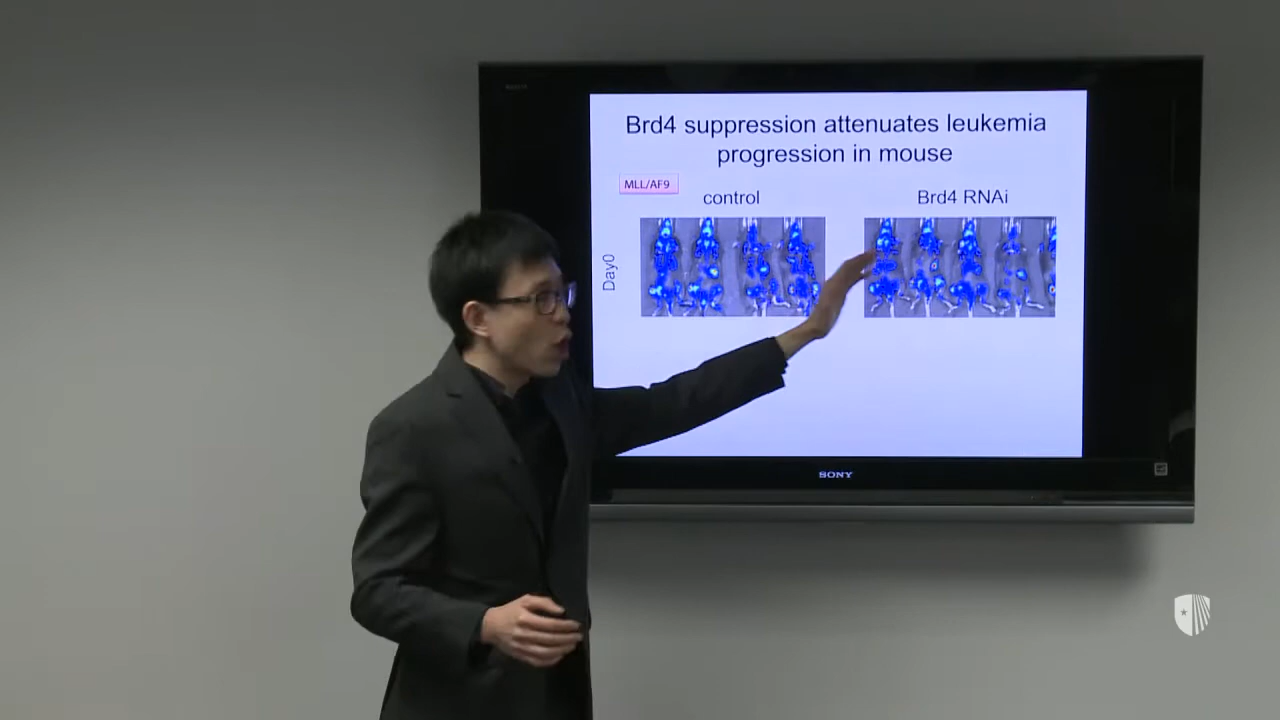 Brd4 suppression attenuates leukemia
progression in mouse
MLL/AF9
control
Brd4 RNAi
Day0
SONY